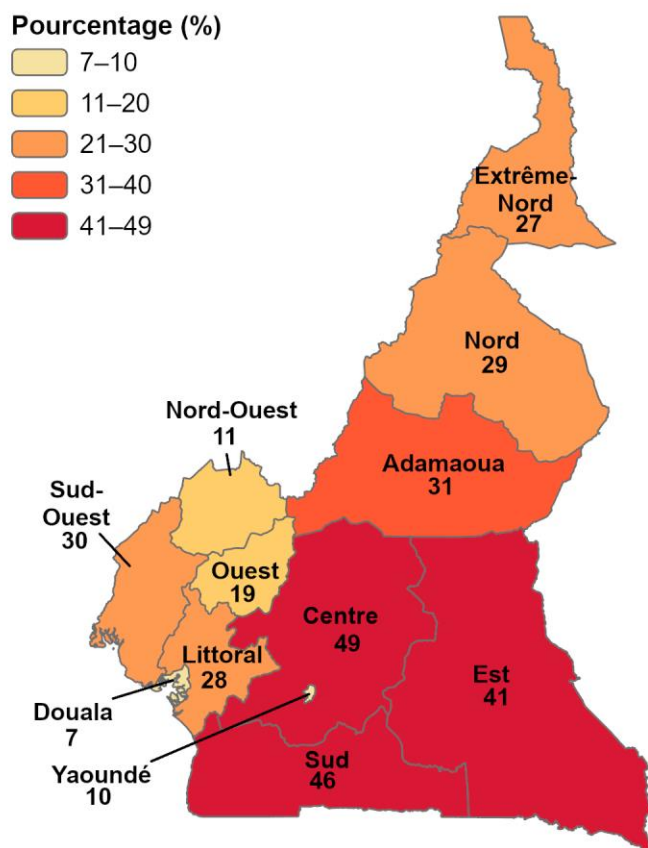 Pourcentage (%)
7–10
11–20
21–30
31–40
41–49
Extrême-
Nord
27
Nord
29
Nord-Ouest
11
Adamaoua
31
Sud-
Ouest
30
Ouest
19
Centre
49
Littoral
28
Est
41
Douala
7
Yaoundé
10
Sud
46